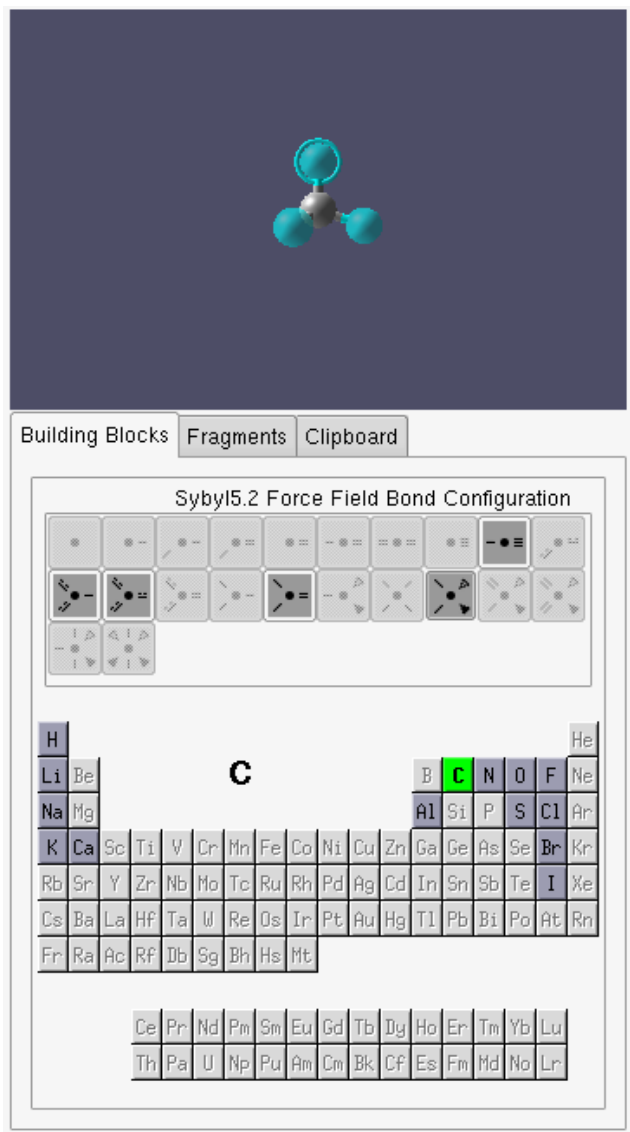 Building Blocks Fragments Clipboard
Sybyl5.2 Force Field Bond Configuration
H He
Li Be C B C N O F Ne
Na Mg Al Si P S Cl Ar
K Ca Sc Ti V Cr Mn Fe Co Ni Cu Zn Ga Ge As Se Br Kr
Rb Sr Y Zr Nb Mo Tc Ru Rh Pd Ag Cd In Sn Sb Te I Xe
Cs Ba La Hf Ta W Re Os Ir Pt Au Hg Tl Pb Bi Po At Rn
Fr Ra Ac Rf Db Sg Bh Hs Mt
Ce Pr Nd Pm Sm Eu Gd Tb Dy Ho Er Tm Yb Lu
Th Pa U Np Pu Am Cm Bk Cf Es Fm Md No Lr